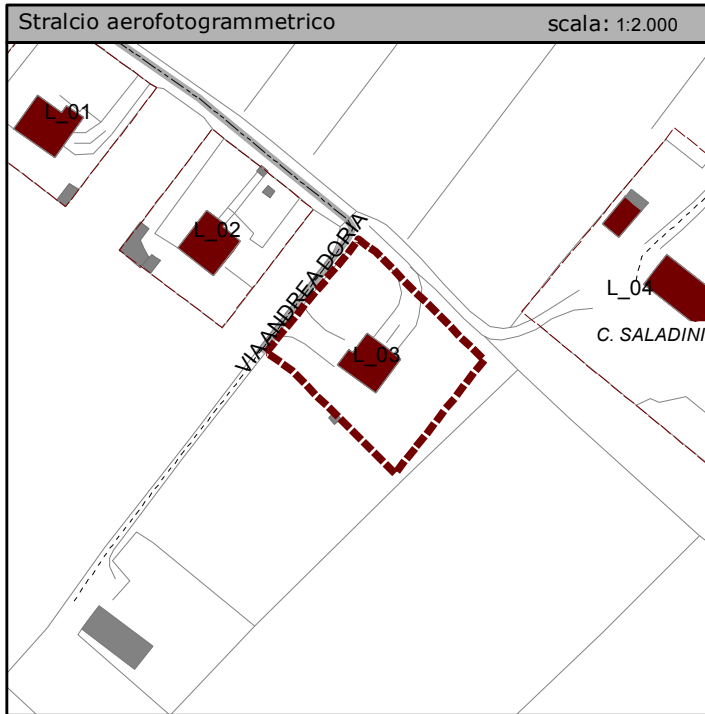 Stralcio aerofotogrammetrico scala: 1:2.000
L_01
L_02
VIA ANDREA DORIA
L_03
L_04
C. SALADINI